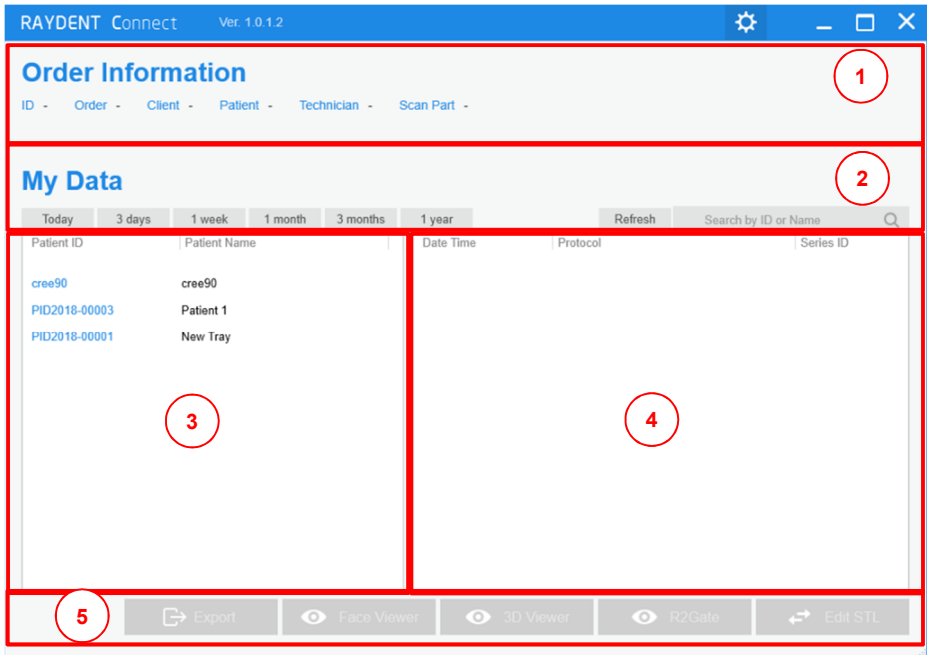 RAYDENT Connect Ver. 1.0.1.2
Order Information
1
ID - Order - Client - Patient - Technician - Scan Part -
My Data
2
Today 3 days 1 week 1 month 3 months 1 year Refresh Search by ID or Name
Patient ID Patient Name Date Time Protocol Series ID
cree90 cree90
PID2018-00003 Patient 1
PID2018-00001 New Tray
3
4
5 Export Face Viewer 3D Viewer R2Gate Edit STL